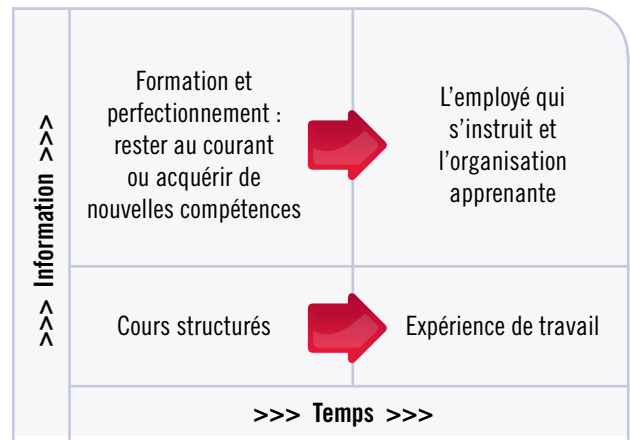 >>> Information >>>
Formation et
perfectionnement :
rester au courant
ou acquérir de
nouvelles compétences
L’employé qui
s’instruit et
l’organisation
apprenante
Cours structurés
Expérience de travail
>>> Temps >>>